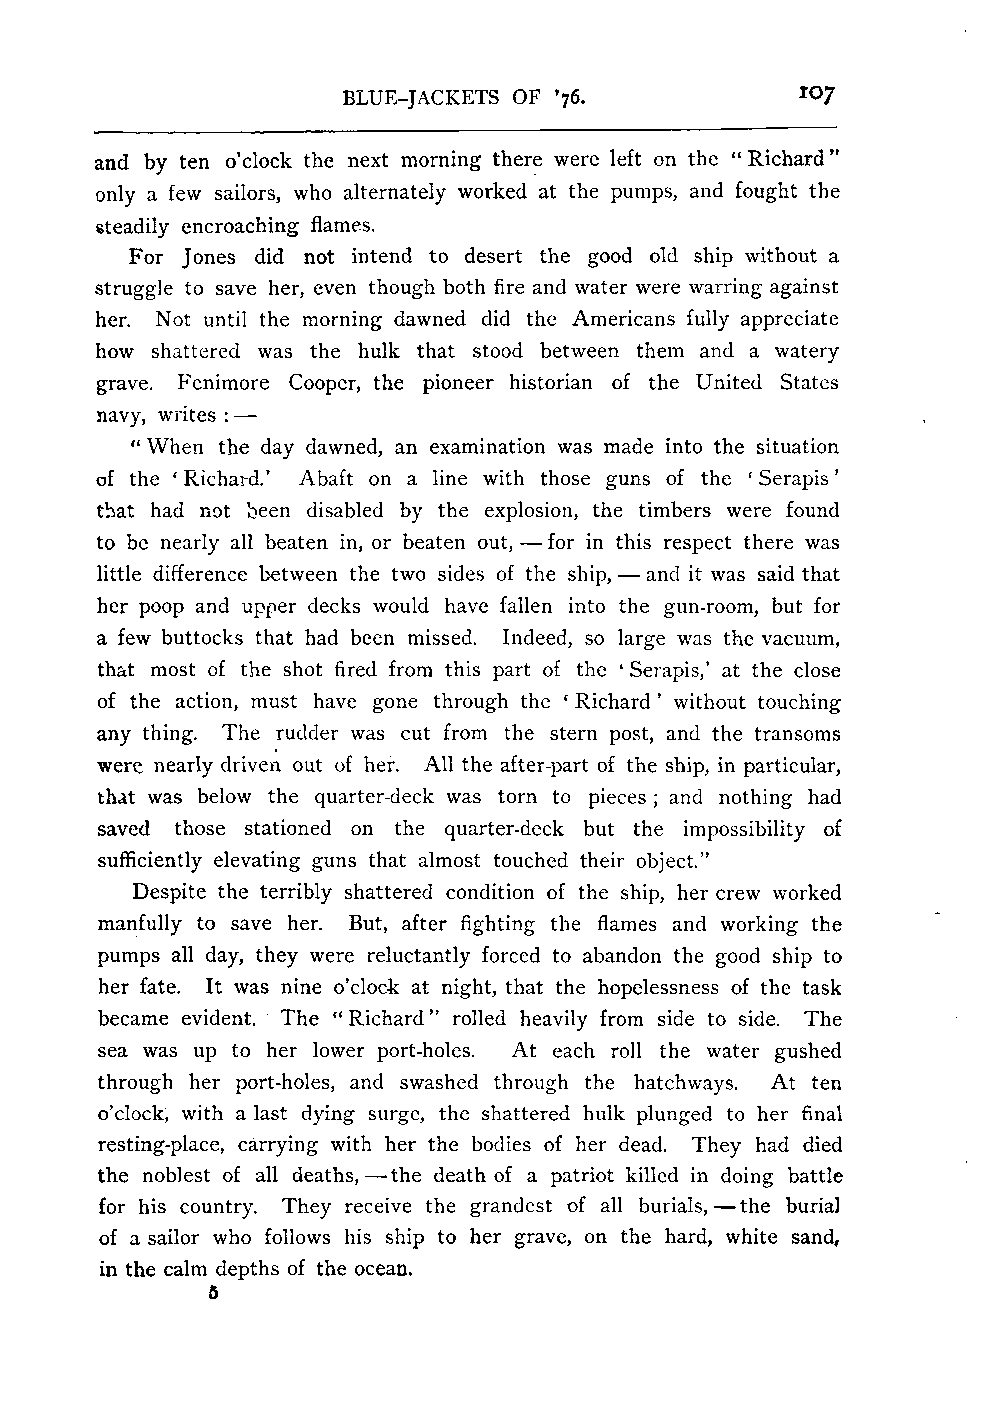 BLUE-JACKETS OF '76. 107
and by ten o'clock the next morning there were left on the "Richard"
only a few sailors, who alternately worked at the pumps, and fought the
steadily encroaching flames.
For Jones did not intend to desert the good old ship without a
struggle to save her, even though both fire and water were warring against
her. Not until the morning dawned did the Americans fully appreciate
how shattered was the hulk that stood between them and a watery
grave. Fenimore Cooper, the pioneer historian of the United States
navy, writes :—
"When the day dawned, an examination was made into the situation
of the 'Richard.' Abaft on a line with those guns of the 'Serapis'
that had not been disabled by the explosion, the timbers were found
to be nearly all beaten in, or beaten out, — for in this respect there was
little difference between the two sides of the ship, — and it was said that
her poop and upper decks would have fallen into the gun-room, but for
a few buttocks that had been missed. Indeed, so large was the vacuum,
that most of the shot fired from this part of the 'Serapis,' at the close
of the action, must have gone through the 'Richard' without touching
any thing. The rudder was cut from the stern post, and the transoms
were nearly driven out of her. All the after-part of the ship, in particular,
that was below the quarter-deck was torn to pieces ; and nothing had
saved those stationed on the quarter-deck but the impossibility of
sufficiently elevating guns that almost touched their object."
Despite the terribly shattered condition of the ship, her crew worked
manfully to save her. But, after fighting the flames and working the
pumps all day, they were reluctantly forced to abandon the good ship to
her fate. It was nine o'clock at night, that the hopelessness of the task
became evident. The "Richard" rolled heavily from side to side. The
sea was up to her lower port-holes. At each roll the water gushed
through her port-holes, and swashed through the hatchways. At ten
o'clock, with a last dying surge, the shattered hulk plunged to her final
resting-place, carrying with her the bodies of her dead. They had died
the noblest of all deaths, — the death of a patriot killed in doing battle
for his country. They receive the grandest of all burials, — the burial
of a sailor who follows his ship to her grave, on the hard, white sand,
in the calm depths of the ocean.
5